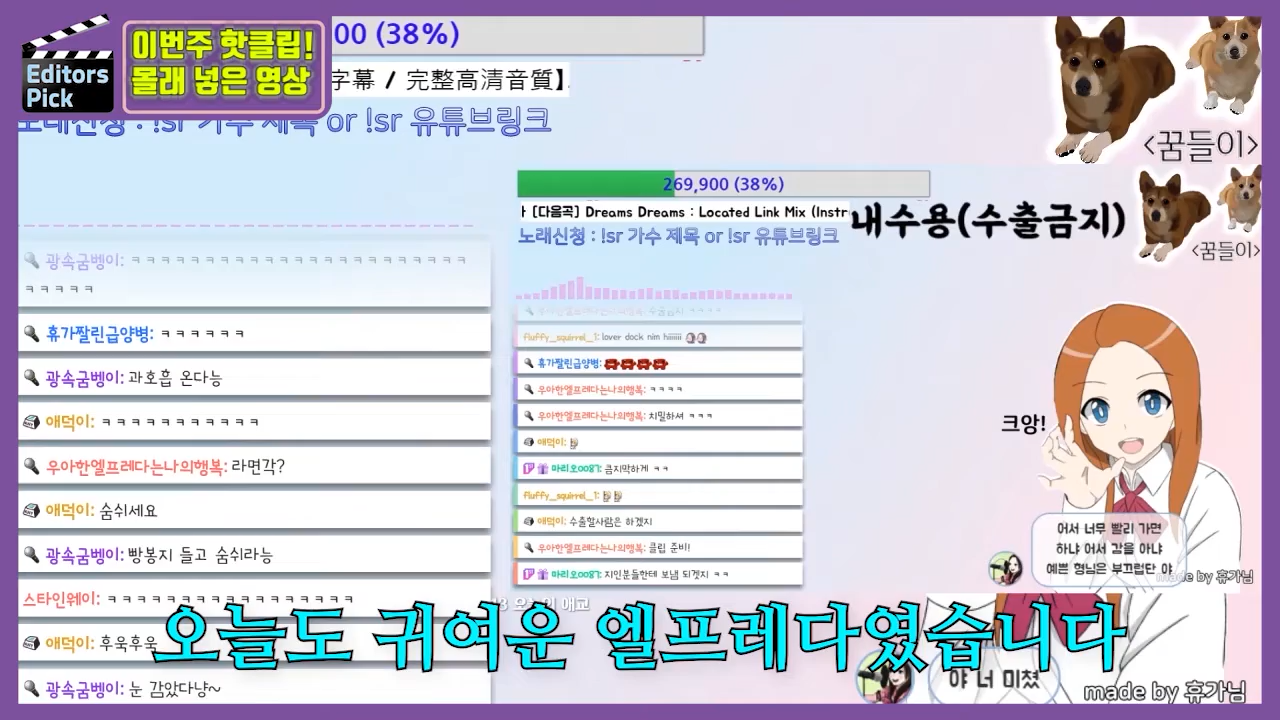 Editors
Pick
이번주 핫클립!
몰래 넣은 영상
00 (38%)
字幕 / 完整高清音質】.
노래신청 : !sr 가수 제목 or !sr 유튜브링크
<꿈들이>
269,900 (38%)
[다음곡] Dreams Dreams : Located Link Mix (Instr
노래신청 : !sr 가수 제목 or !sr 유튜브링크
내수용(수출금지)
<꿈들이>
광속굼벵이: ㅋㅋㅋㅋㅋㅋㅋㅋㅋㅋㅋㅋㅋㅋㅋㅋㅋㅋㅋㅋㅋㅋㅋ
ㅋㅋㅋㅋㅋ
휴가짤린급양병: ㅋㅋㅋㅋㅋㅋ
광속굼벵이: 과호흡 온다능
애덕이: ㅋㅋㅋㅋㅋㅋㅋㅋㅋㅋㅋ
우아한엘프레다는나의행복: 라면각?
애덕이: 숨쉬세요
광속굼벵이: 빵봉지 들고 숨쉬라능
스타인웨이: ㅋㅋㅋㅋㅋㅋㅋㅋㅋㅋㅋㅋㅋㅋㅋㅋㅋ
애덕이: 후욱후욱
광속굼벵이: 눈 감았다냥~
fluffy__squirrel_1: lover dock nim hiiiiii
휴가짤린급양병:
우아한엘프레다는나의행복: ㅋㅋㅋㅋ
우아한엘프레다는나의행복: 치밀하셔 ㅋㅋㅋ
애덕이:
마리오0087: 큼지막하게 ㅋㅋ
fluffy__squirrel_1:
애덕이: 수출할사람은 하겠지
우아한엘프레다는나의행복: 클립 준비!
마리오0087: 지인분들한테 보냄 되겟지 ㅋㅋ
크앙!
어서 너무 빨리 가면
하냐 어서 감을 아냐
예쁜 형님은 부끄럽단 야
made by 휴가님
오늘도 귀여운 엘프레다였습니다
야 너 미쳤
made by 휴가님